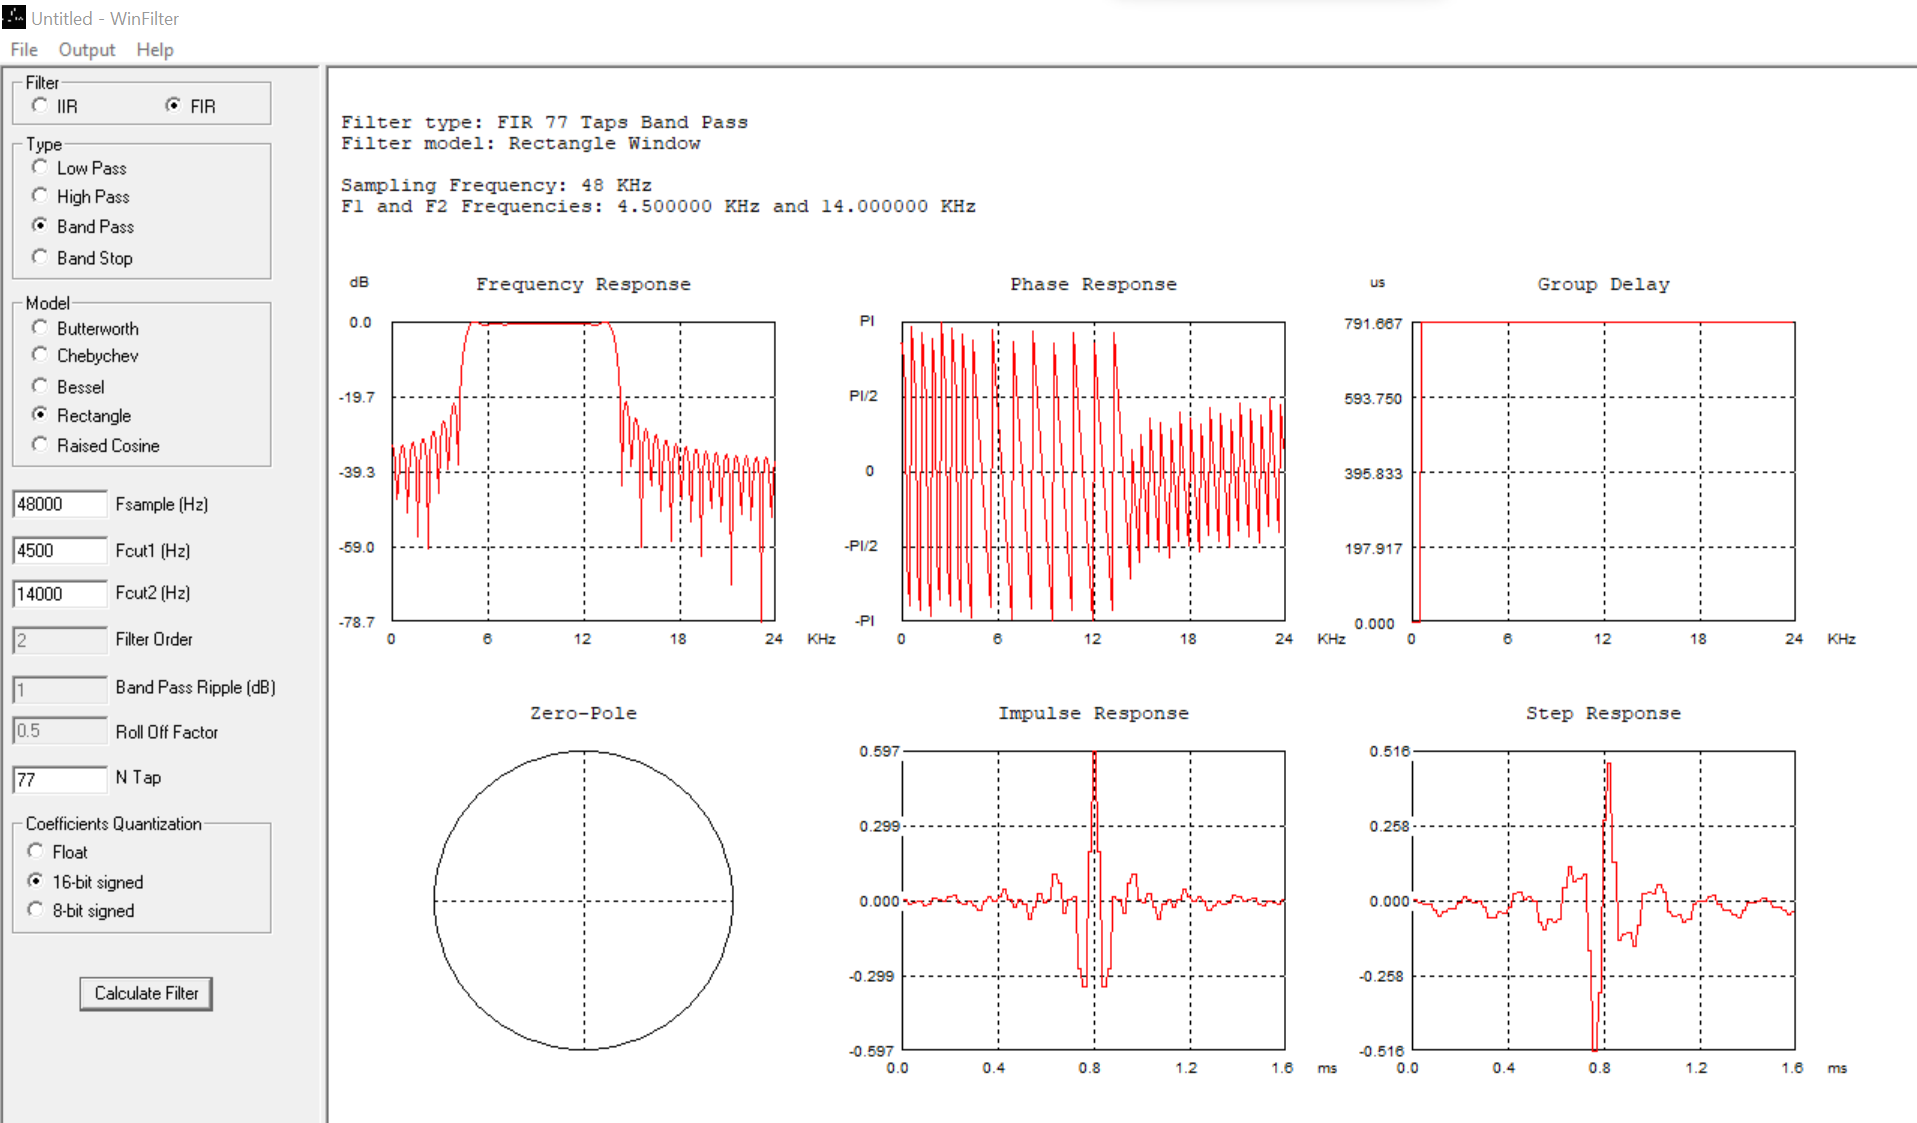 Untitled - WinFilter
File Output Help
Filter
IIR FIR
Type
Low Pass
High Pass
Band Pass
Band Stop
Model
Butterworth
Chebychev
Bessel
Rectangle
Raised Cosine
48000 Fsample (Hz)
4500 Fcut1 (Hz)
14000 Fcut2 (Hz)
2 Filter Order
1 Band Pass Ripple (dB)
0.5 Roll Off Factor
77 N Tap
Coefficients Quantization
Float
16-bit signed
8-bit signed
Calculate Filter
Filter type: FIR 77 Taps Band Pass
Filter model: Rectangle Window
Sampling Frequency: 48 KHz
F1 and F2 Frequencies: 4.500000 KHz and 14.000000 KHz
dB Frequency Response
0.0
-19.7
-39.3
-59.0
-78.7
0 6 12 18 24 KHz
Phase Response
PI
PI/2
0
-PI/2
-PI
0 6 12 18 24 KHz
us Group Delay
791.667
593.750
395.833
197.917
0.000
0 6 12 18 24 KHz
Zero-Pole
Impulse Response
0.597
0.299
0.000
-0.299
-0.597
0.0 0.4 0.8 1.2 1.6 ms
Step Response
0.516
0.258
0.000
-0.258
-0.516
0.0 0.4 0.8 1.2 1.6 ms